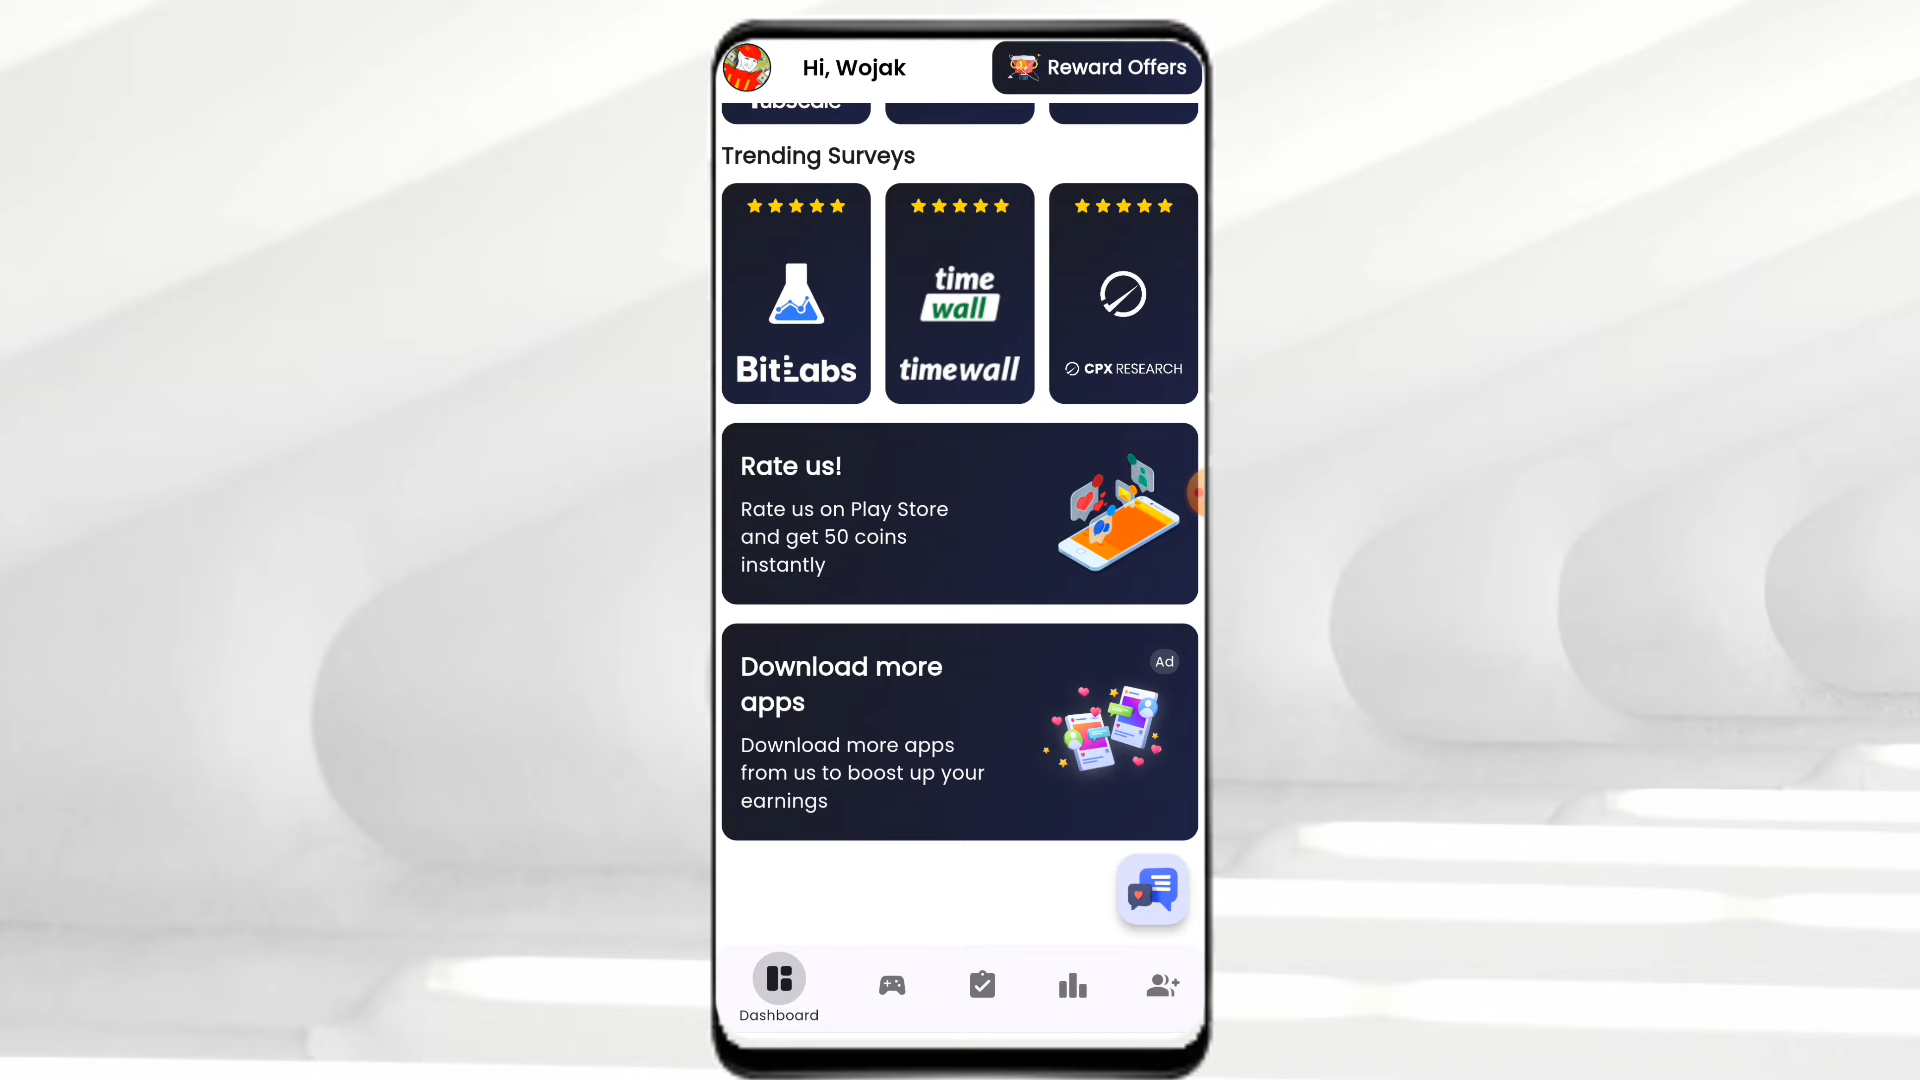 Hi, Wojak
Reward Offers
Trending Surveys
time
wall
BitLabs
timewall
CPX RESEARCH
Rate us!
Rate us on Play Store
and get 50 coins
instantly
Download more
apps
Ad
Download more apps
from us to boost up your
earnings
Dashboard